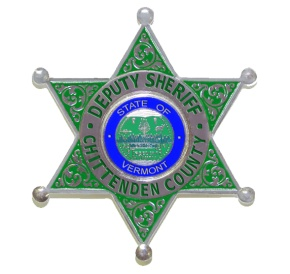 DEPUTY SHERIFF
STATE OF
VERMONT
CHITTENDEN COUNTY